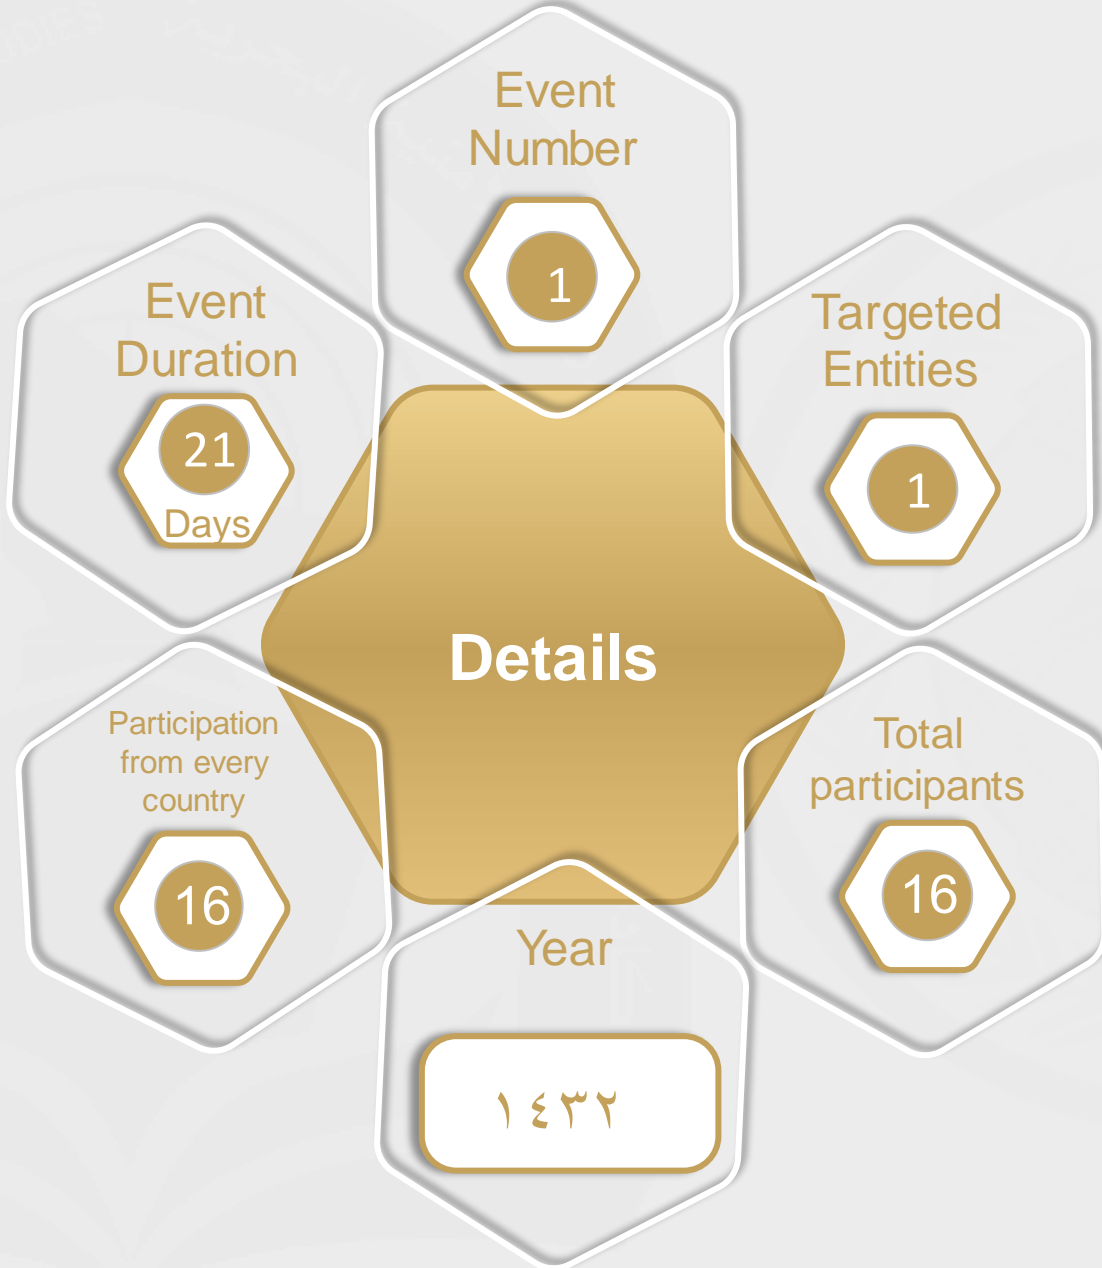 Event
Number
1
Event
Duration
21
Days
Targeted
Entities
1
Details
Participation
from every
country
16
Total
participants
16
Year
١٤٣٢